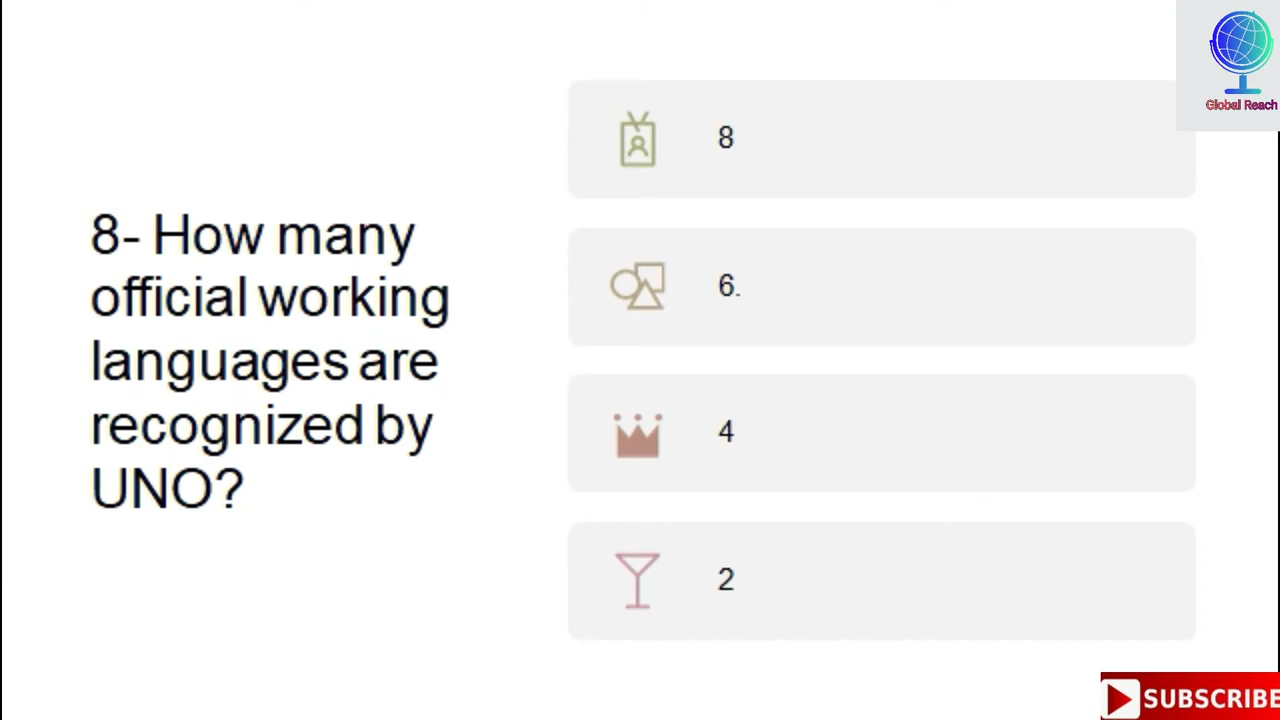 8- How many
official working
languages are
recognized by
UNO?
8
6.
4
2
Global Reach
SUBSCRIBE